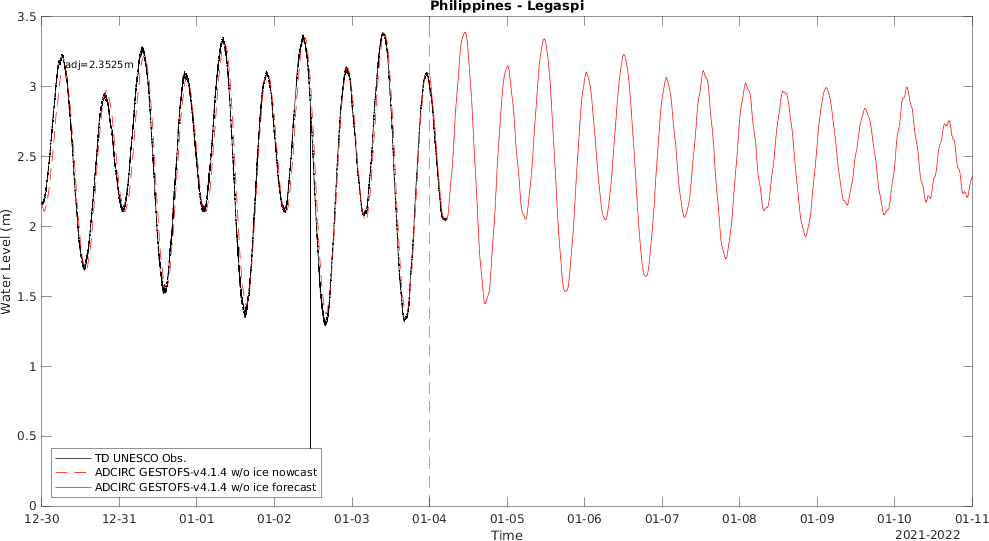 Philippines - Legaspi
3.5
3
2.5
2
1.5
1
0.5
0
Water Level (m)
adj=2.3525m
TD UNESCO Obs.
ADCIRC GESTOFS-v4.1.4 w/o ice nowcast
ADCIRC GESTOFS-v4.1.4 w/o ice forecast
12-30 12-31 01-01 01-02 01-03 01-04 01-05 01-06 01-07 01-08 01-09 01-10 01-11
Time
2021-2022